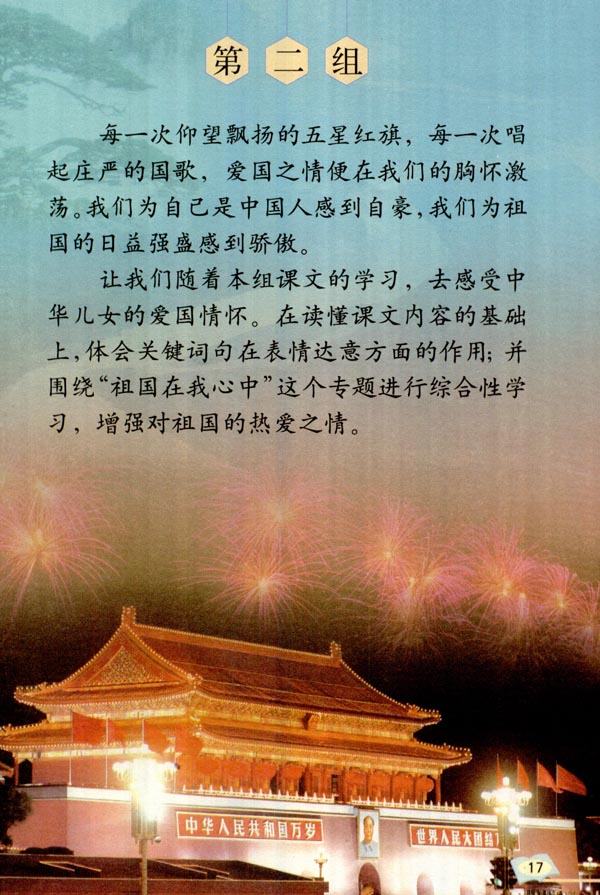 第二组
每一次仰望飘扬的五星红旗，每一次唱
起庄严的国歌，爱国之情便在我们的胸怀激
荡。我们为自己是中国人感到自豪，我们为祖
国的日益强盛感到骄傲。
让我们随着本组课文的学习，去感受中
华儿女的爱国情怀。在读懂课文内容的基础
上，体会关键词句在表情达意方面的作用；并
围绕“祖国在我心中”这个专题进行综合性学
习，增强对祖国的热爱之情。
中华人民共和国万岁
世界人民大团结万
17